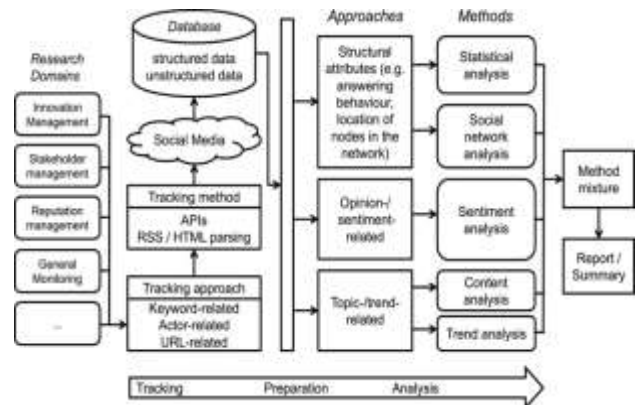 Research
Domains
Innovation
Management
Stakeholder
management
Reputation
management
General
Monitoring
...
Database
structured data
unstructured data
Social Media
Tracking method
APIs
RSS / HTML parsing
Tracking approach
Keyword-related
Actor-related
URL-related
Approaches
Structural
attributes (e.g.
answering
behaviour,
location of
nodes in the
network)
Opinion-/
sentiment-
related
Topic-/trend-
related
Methods
Statistical
analysis
Social
network
analysis
Sentiment
analysis
Content
analysis
Trend analysis
Method
mixture
Report /
Summary
Tracking Preparation Analysis